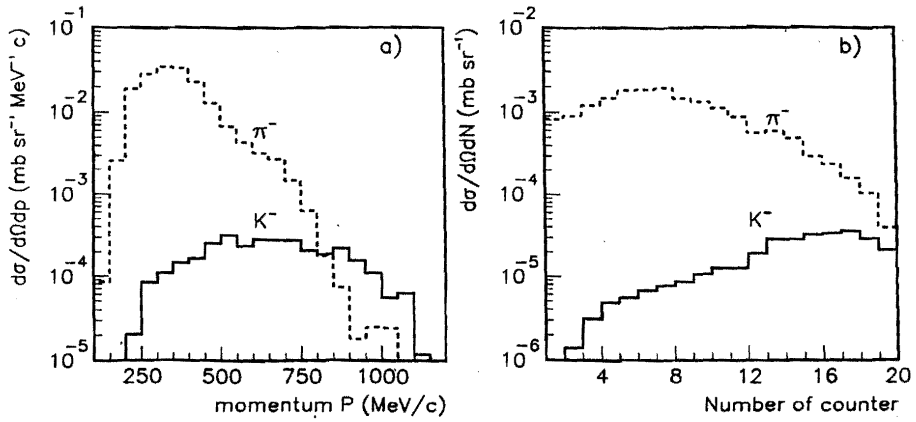 a)
dσ/dΩdp (mb sr⁻¹ MeV⁻¹ c)
10⁻¹
10⁻²
10⁻³
10⁻⁴
10⁻⁵
π⁻
K⁻
250 500 750 1000
momentum P (MeV/c)
b)
dσ/dΩdN (mb sr⁻¹)
10⁻²
10⁻³
10⁻⁴
10⁻⁵
10⁻⁶
π⁻
K⁻
4 8 12 16 20
Number of counter